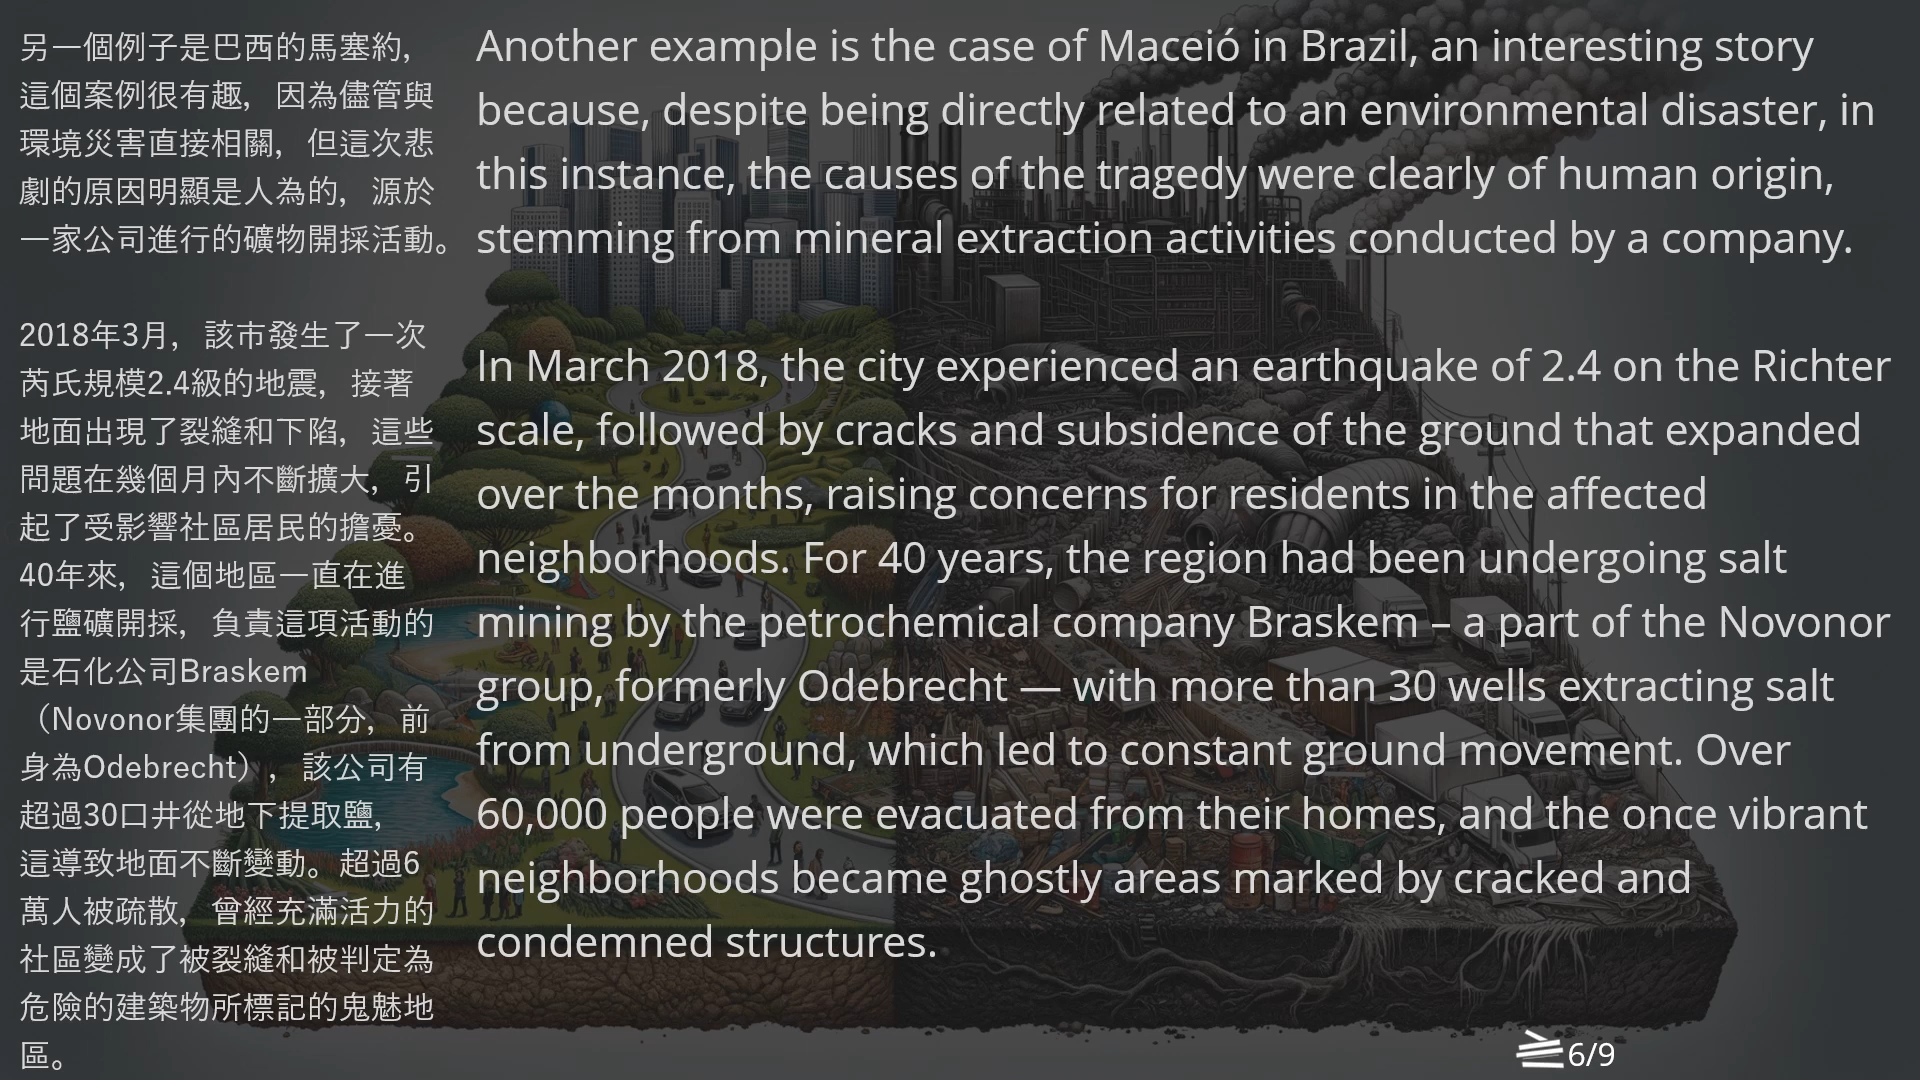 另一個例子是巴西的馬塞約，
這個案例很有趣，因為儘管與
環境災害直接相關，但這次悲
劇的原因明顯是人為的，源於
一家公司進行的礦物開採活動。
2018年3月，該市發生了一次
芮氏規模2.4級的地震，接著
地面出現了裂縫和下陷，這些
問題在幾個月內不斷擴大，引
起了受影響社區居民的擔憂。
40年來，這個地區一直在進
行鹽礦開採，負責這項活動的
是石化公司Braskem
（Novonor集團的一部分，前
身為Odebrecht），該公司有
超過30口井從地下提取鹽，
這導致地面不斷變動。超過6
萬人被疏散，曾經充滿活力的
社區變成了被裂縫和被判定為
危險的建築物所標記的鬼魅地
區。
Another example is the case of Maceió in Brazil, an interesting story
because, despite being directly related to an environmental disaster, in
this instance, the causes of the tragedy were clearly of human origin,
stemming from mineral extraction activities conducted by a company.
In March 2018, the city experienced an earthquake of 2.4 on the Richter
scale, followed by cracks and subsidence of the ground that expanded
over the months, raising concerns for residents in the affected
neighborhoods. For 40 years, the region had been undergoing salt
mining by the petrochemical company Braskem – a part of the Novonor
group, formerly Odebrecht — with more than 30 wells extracting salt
from underground, which led to constant ground movement. Over
60,000 people were evacuated from their homes, and the once vibrant
neighborhoods became ghostly areas marked by cracked and
condemned structures.
6/9